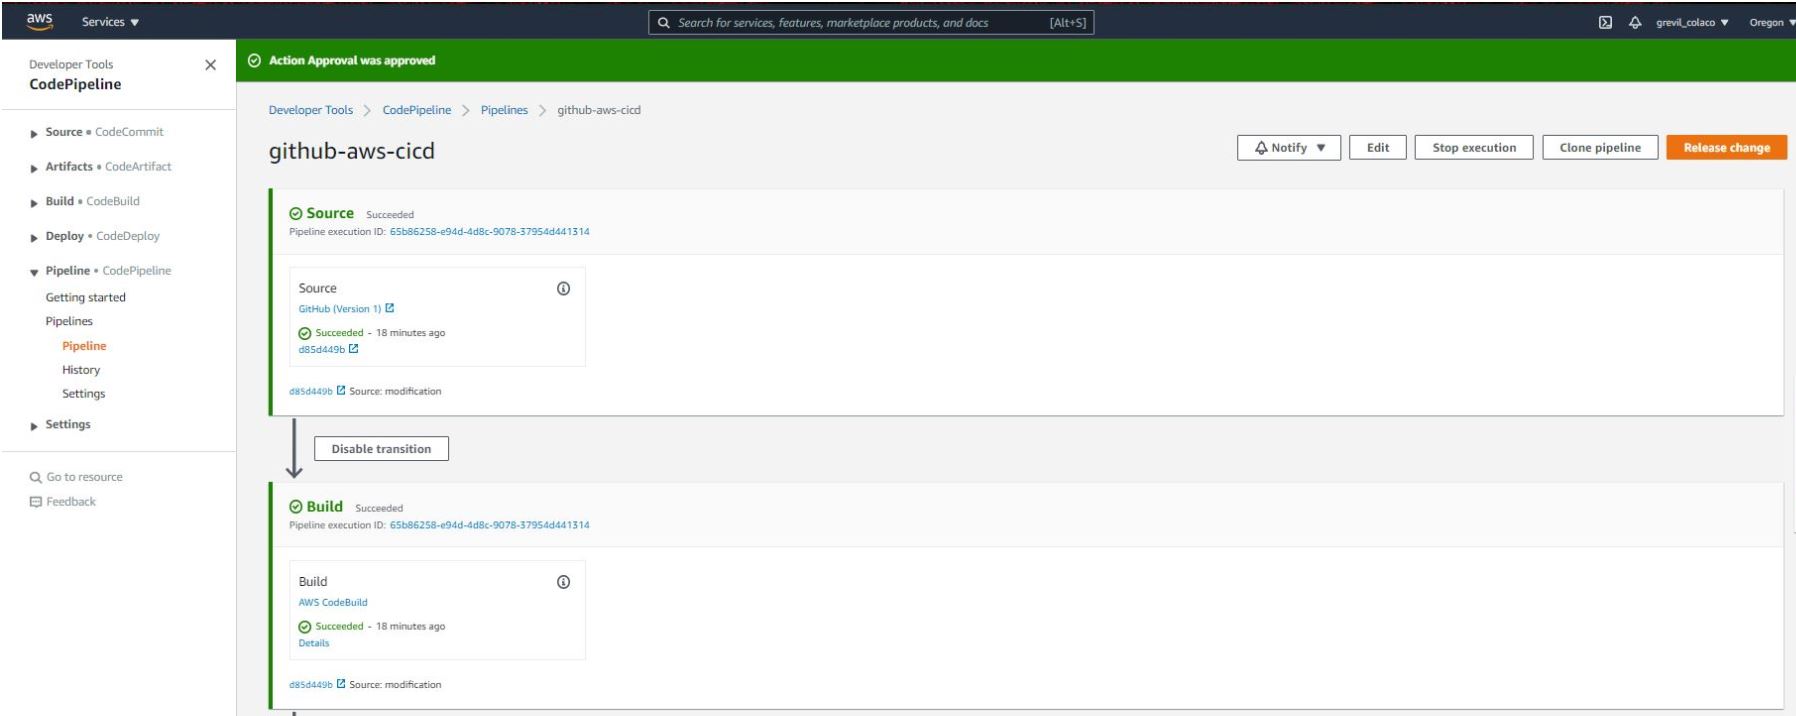 aws
Services ▼
Search for services, features, marketplace products, and docs [Alt+S]
grevil_colaco ▼
Oregon ▼
Developer Tools
CodePipeline
Source • CodeCommit
Artifacts • CodeArtifact
Build • CodeBuild
Deploy • CodeDeploy
Pipeline • CodePipeline
Getting started
Pipelines
Pipeline
History
Settings
Settings
Go to resource
Feedback
Action Approval was approved
Developer Tools > CodePipeline > Pipelines > github-aws-cicd
github-aws-cicd
Notify ▼
Edit
Stop execution
Clone pipeline
Release change
Source Succeeded
Pipeline execution ID: 65b86258-e94d-4d8c-9078-37954d441314
Source
GitHub (Version 1)
Succeeded - 18 minutes ago
d85d449b
d85d449b Source: modification
Disable transition
Build Succeeded
Pipeline execution ID: 65b86258-e94d-4d8c-9078-37954d441314
Build
AWS CodeBuild
Succeeded - 18 minutes ago
Details
d85d449b Source: modification